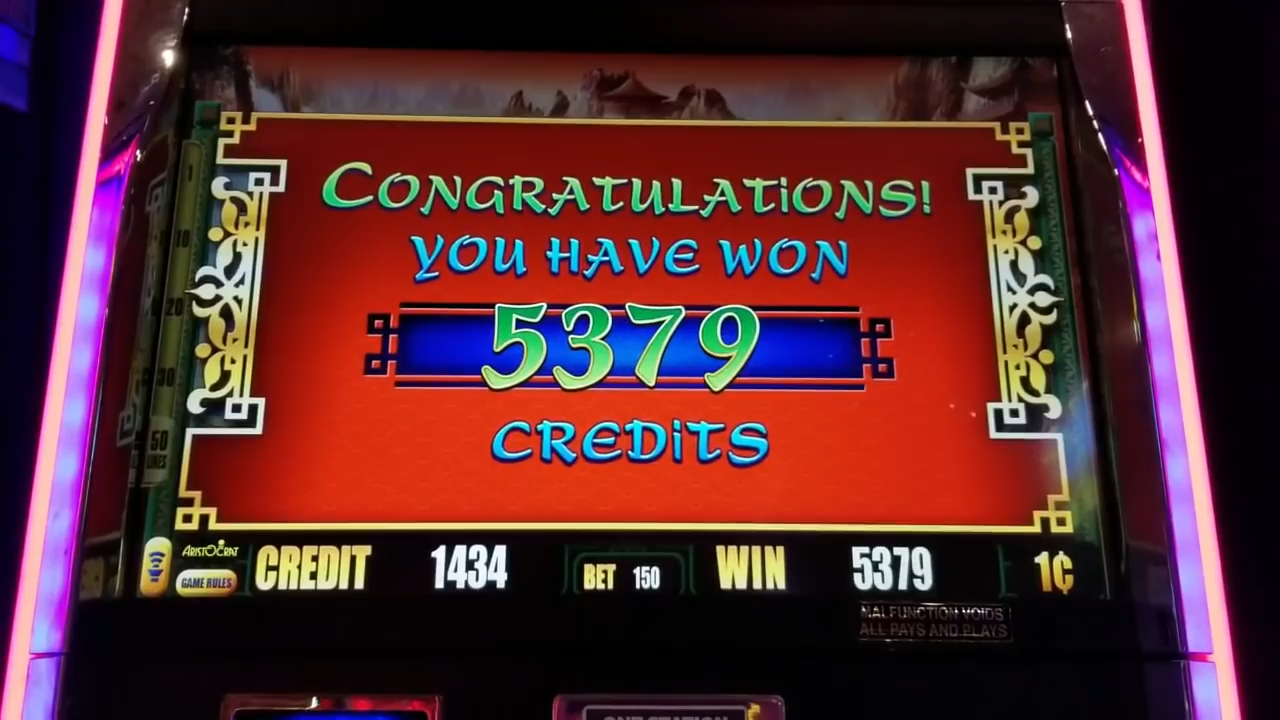 CONGRATULATIONS!
YOU HAVE WON
5379
CREDITS
50
LINES
ARISTOCRAT
GAME RULES
CREDIT 1434 BET 150 WIN 5379 1¢
MALFUNCTION VOIDS
ALL PAYS AND PLAYS